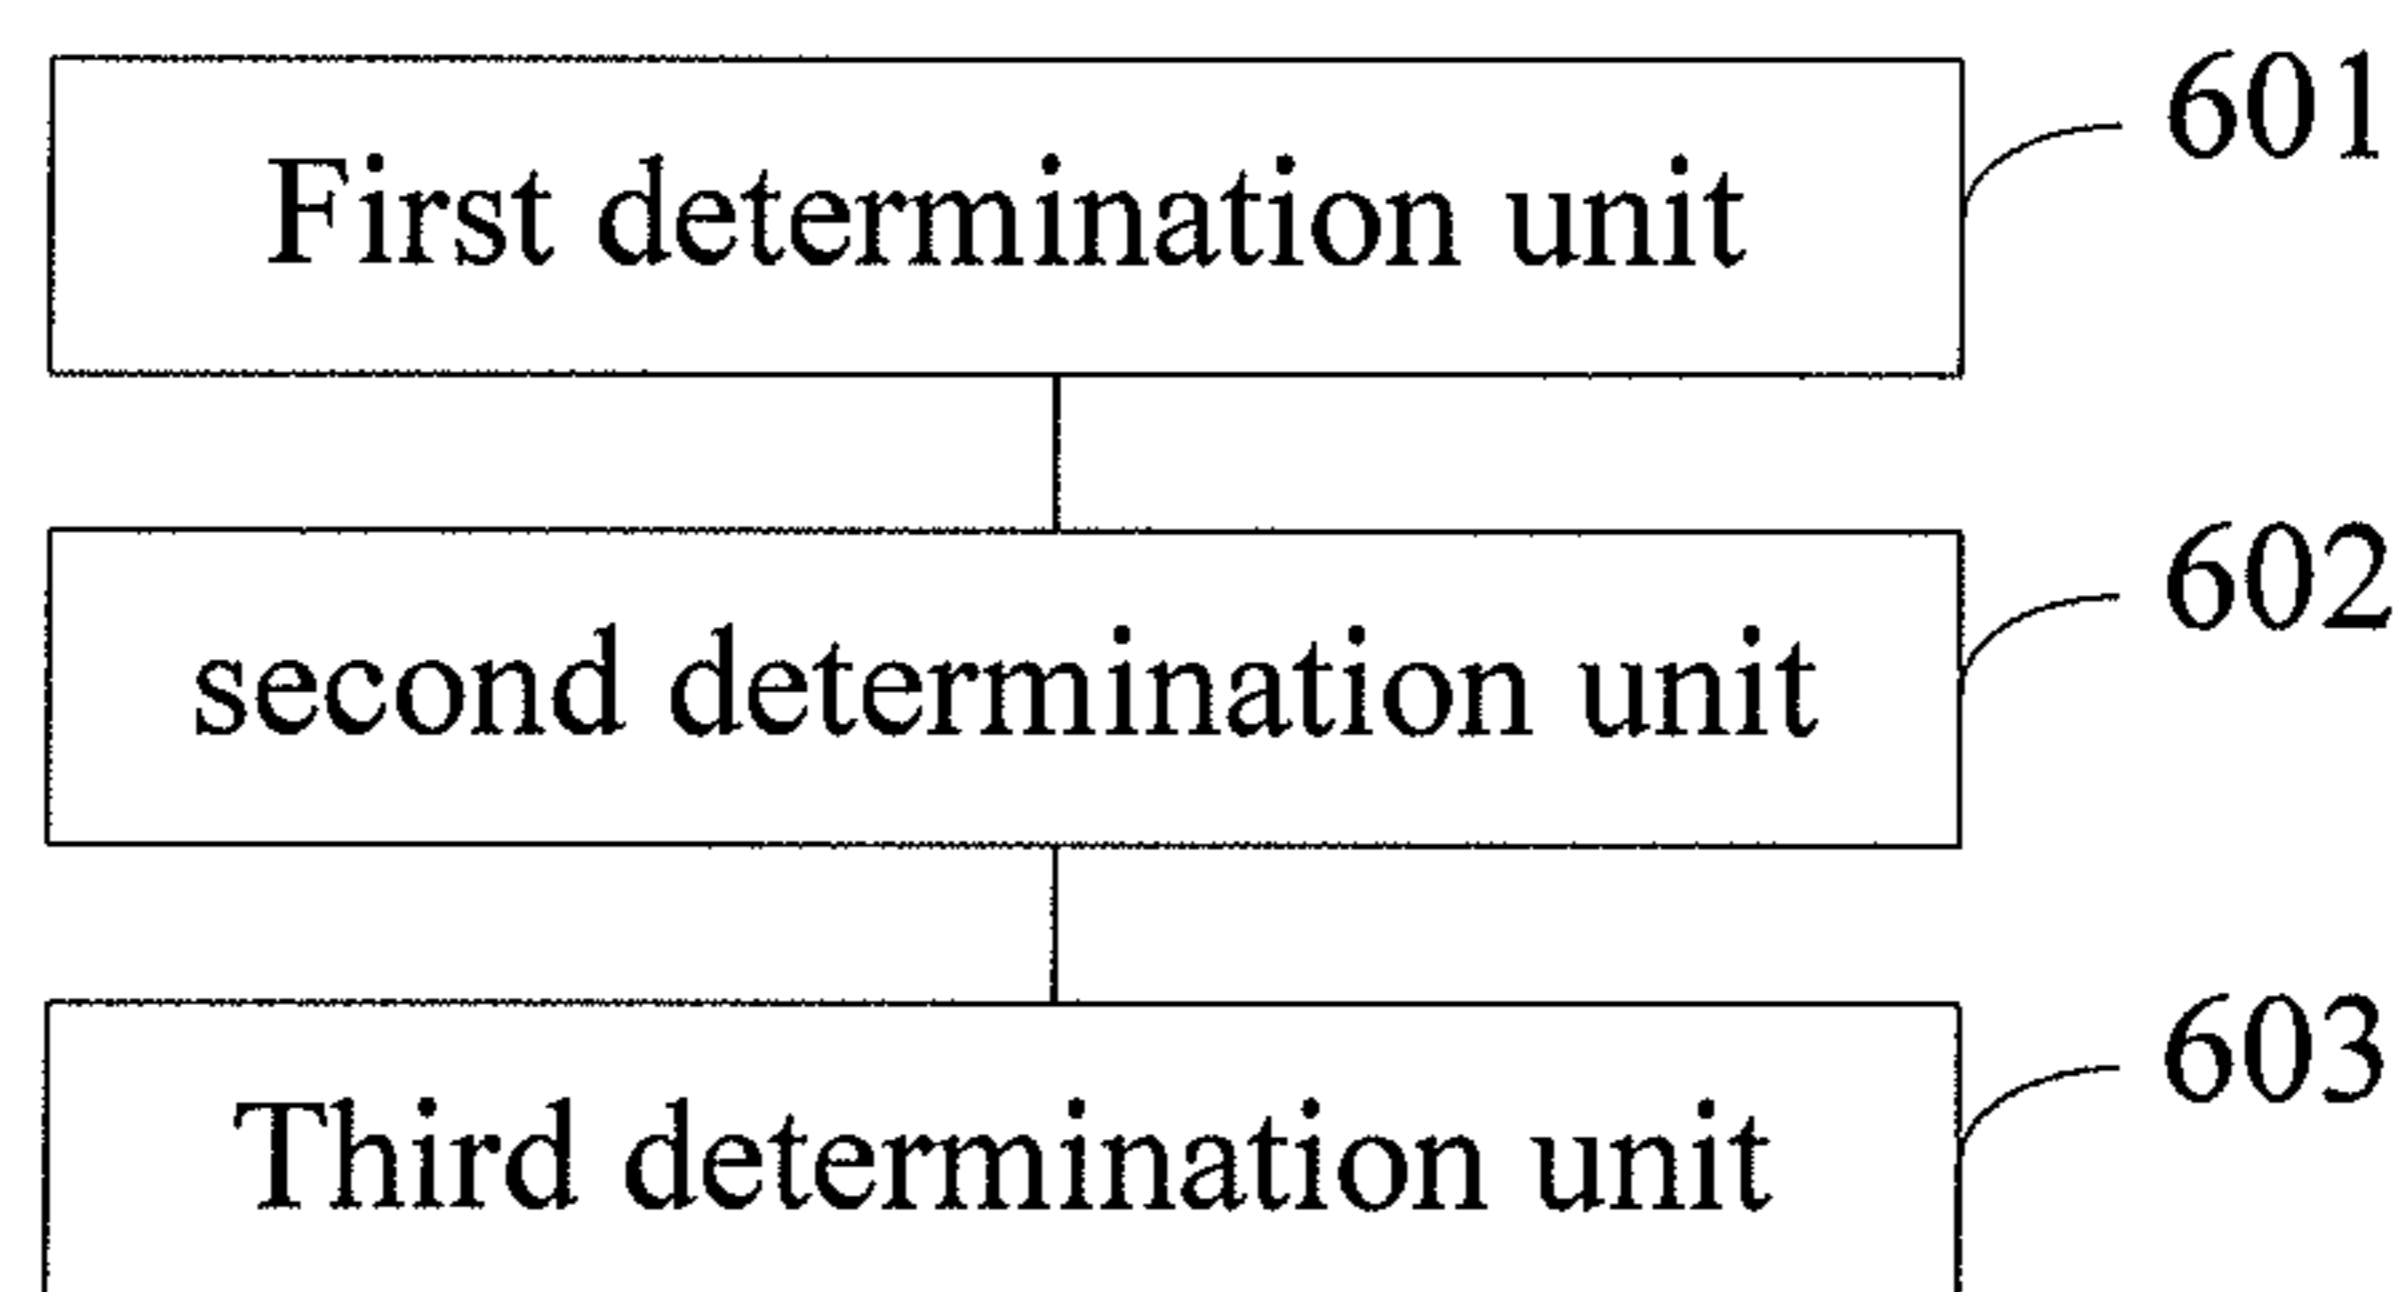 601
First determination unit
602
second determination unit
603
Third determination unit